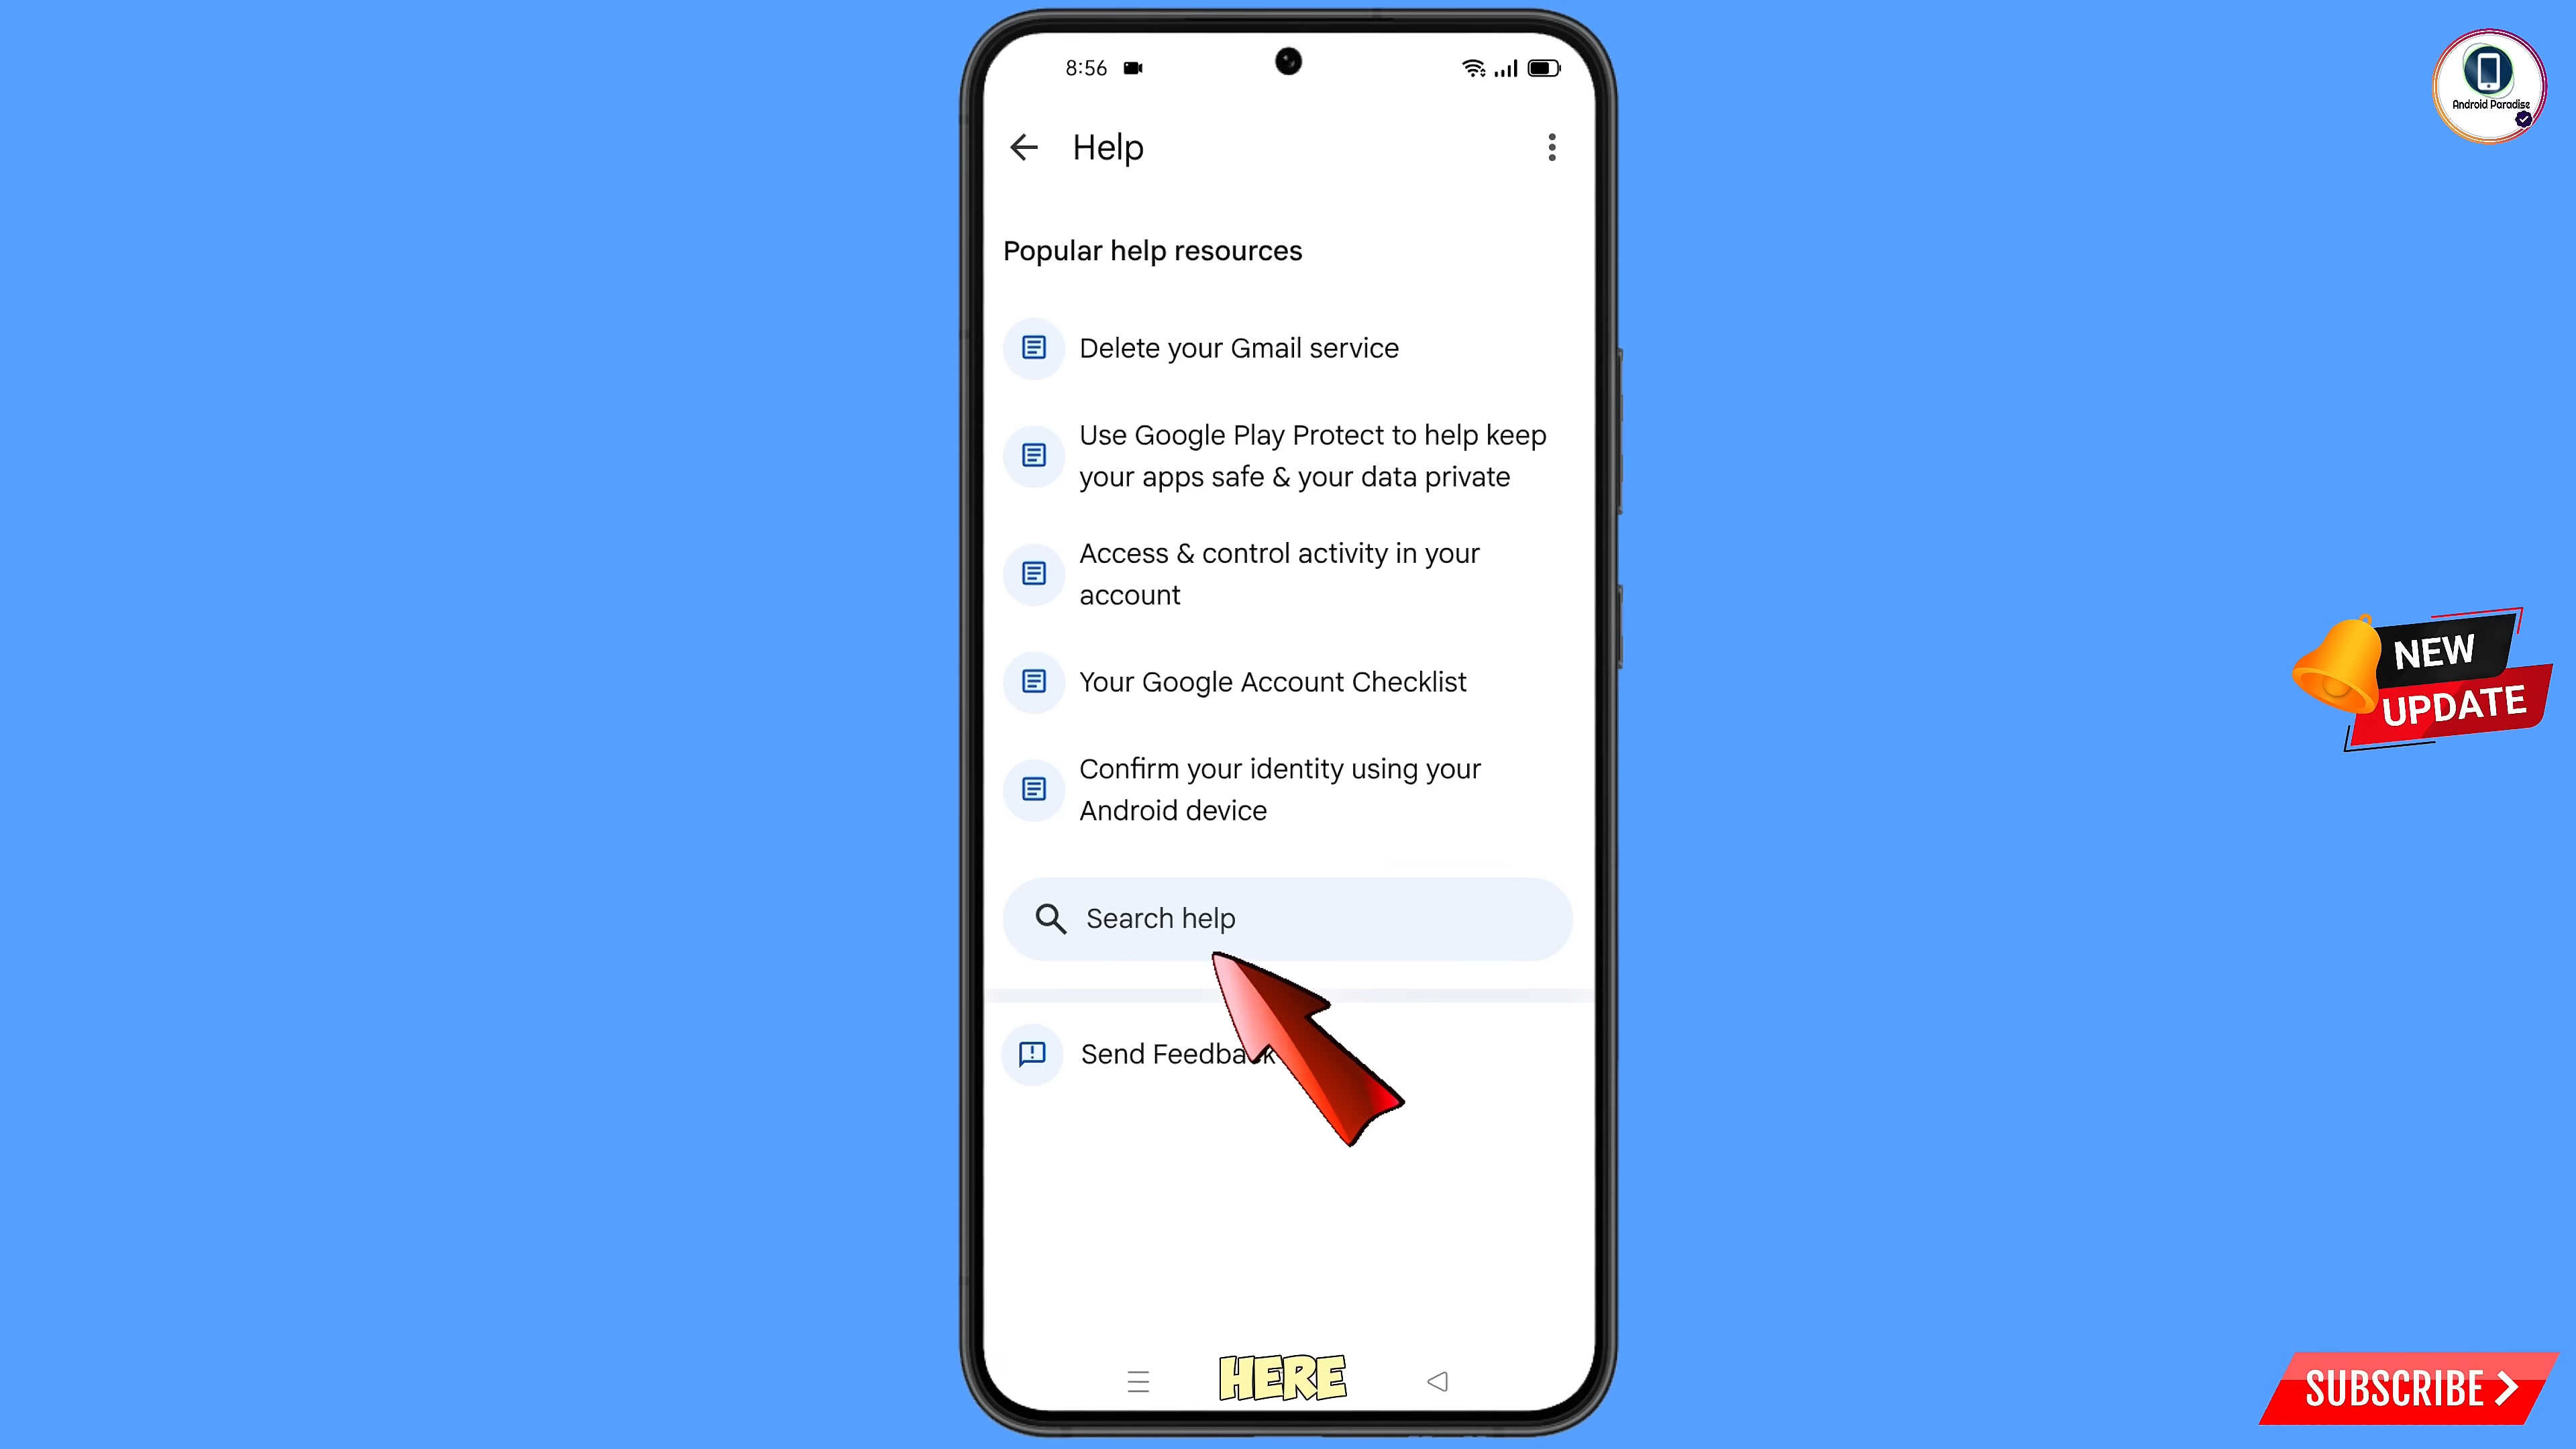 8:56
Android Paradise
Help
Popular help resources
Delete your Gmail service
Use Google Play Protect to help keep
your apps safe & your data private
Access & control activity in your
account
Your Google Account Checklist
NEW
UPDATE
Confirm your identity using your
Android device
Search help
Send Feedback
HERE
SUBSCRIBE